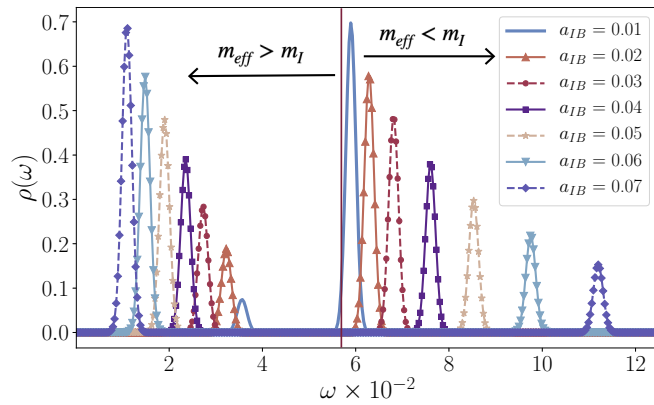 0.7
0.6
0.5
0.4
0.3
0.2
0.1
0.0
ρ(ω)
m_eff > m_I
m_eff < m_I
a_IB = 0.01
a_IB = 0.02
a_IB = 0.03
a_IB = 0.04
a_IB = 0.05
a_IB = 0.06
a_IB = 0.07
2 4 6 8 10 12
ω × 10⁻²